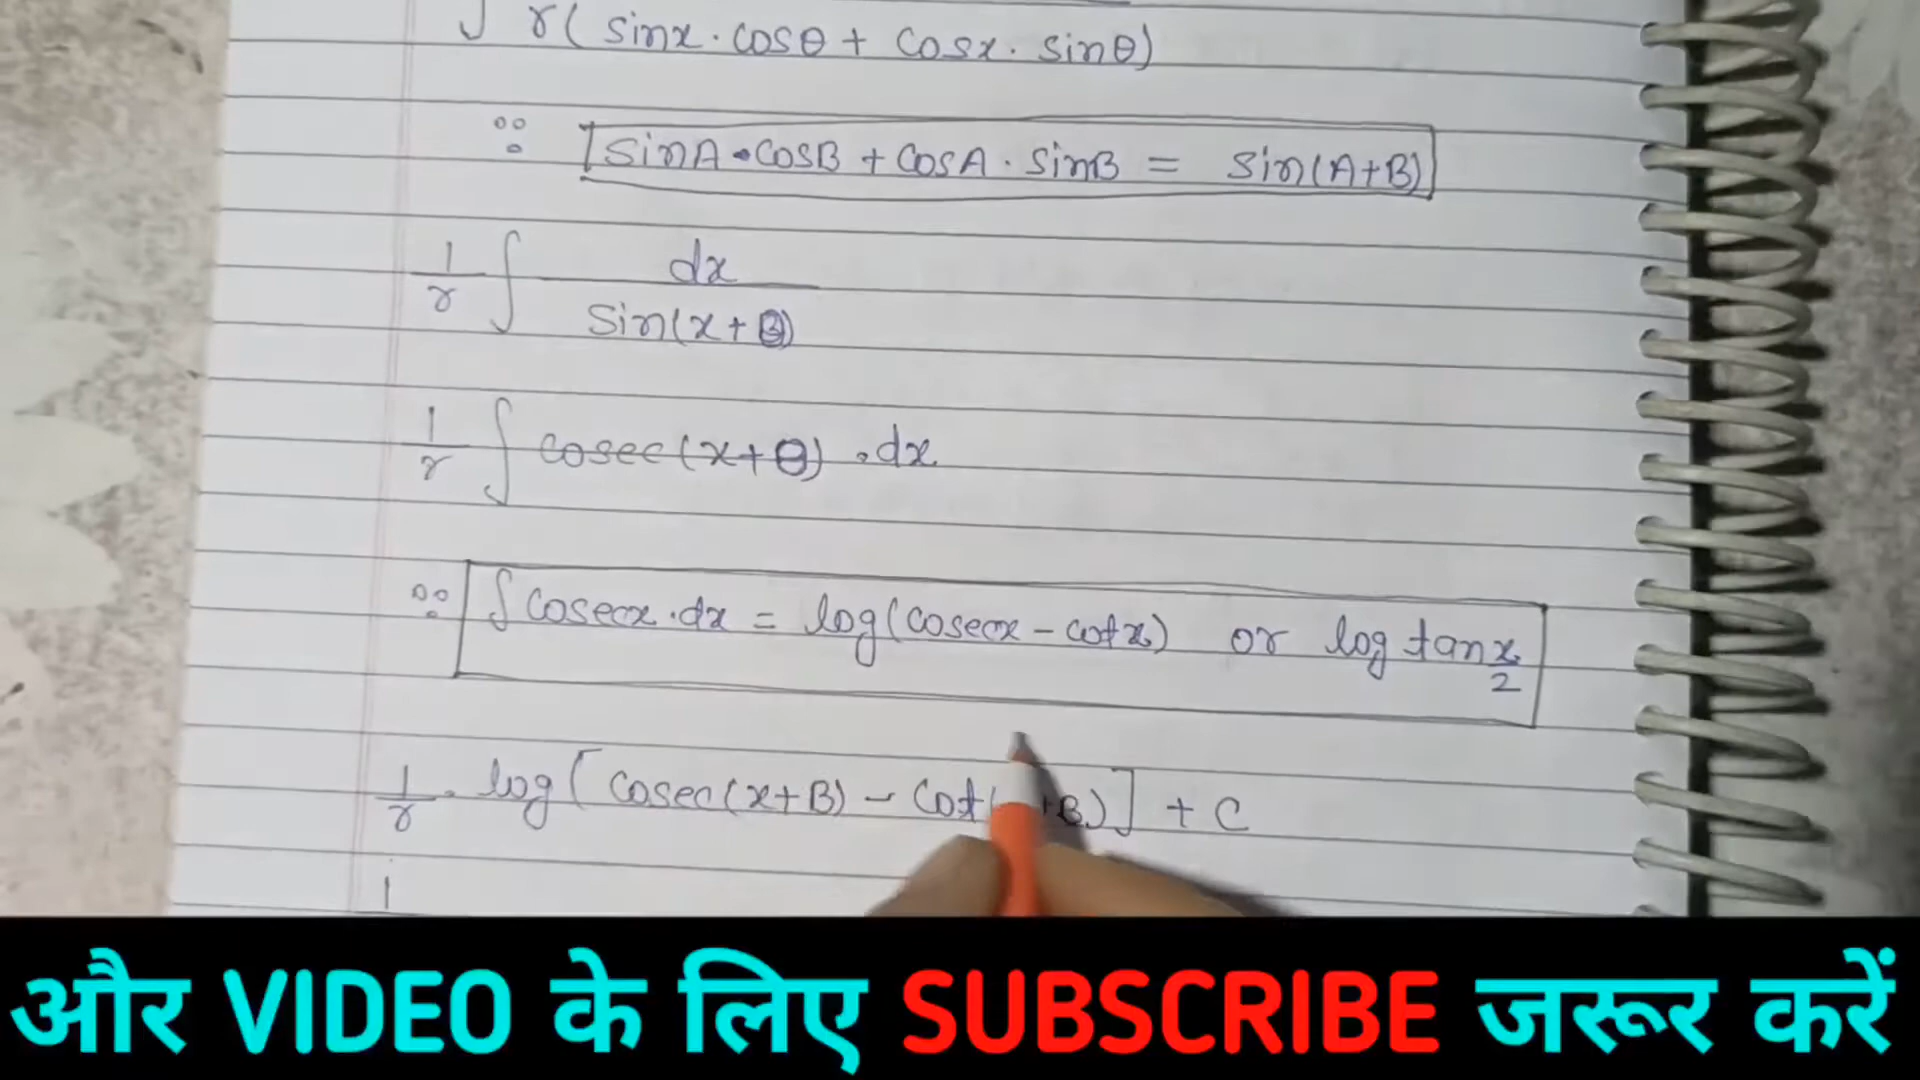 ∫ r( sinx · cosθ + cosx · sinθ)
∵ sinA · cosB + cosA · sinB = sin(A+B)
1/r ∫ dx / sin(x+θ)
1/r ∫ cosec(x+θ) · dx
∵ ∫ cosecx · dx = log(cosecx - cotx) or log tan x/2
1/r · log[ cosec(x+B) - cot( +B)] + c
1
और VIDEO के लिए SUBSCRIBE जरूर करें